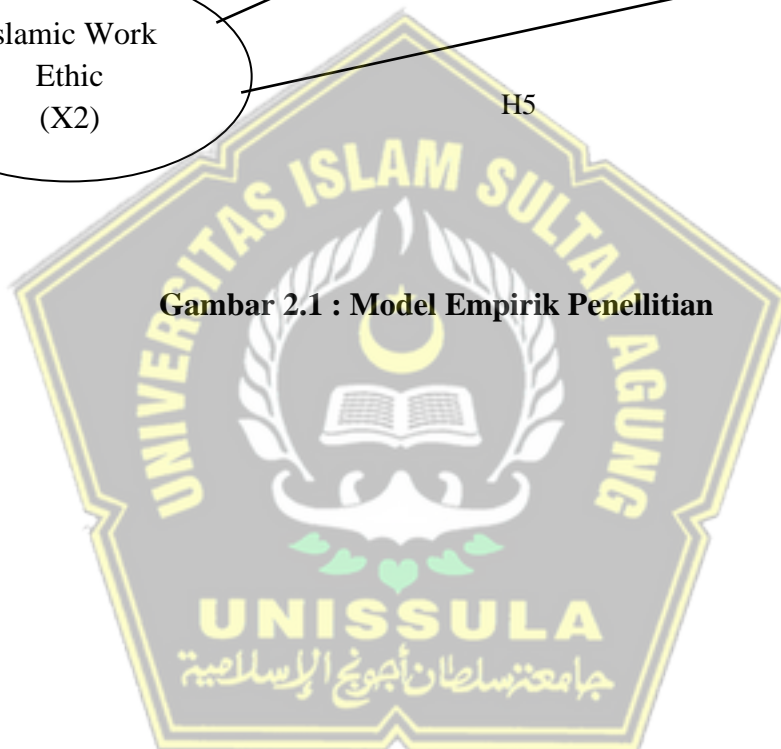 slamic Work
Ethic
(X2)
H5
UNIVERSITAS ISLAM SULTAN AGUNG
Gambar 2.1 : Model Empirik Penellitian
UNISSULA
جامعة سلطان أجونج الإسلامية